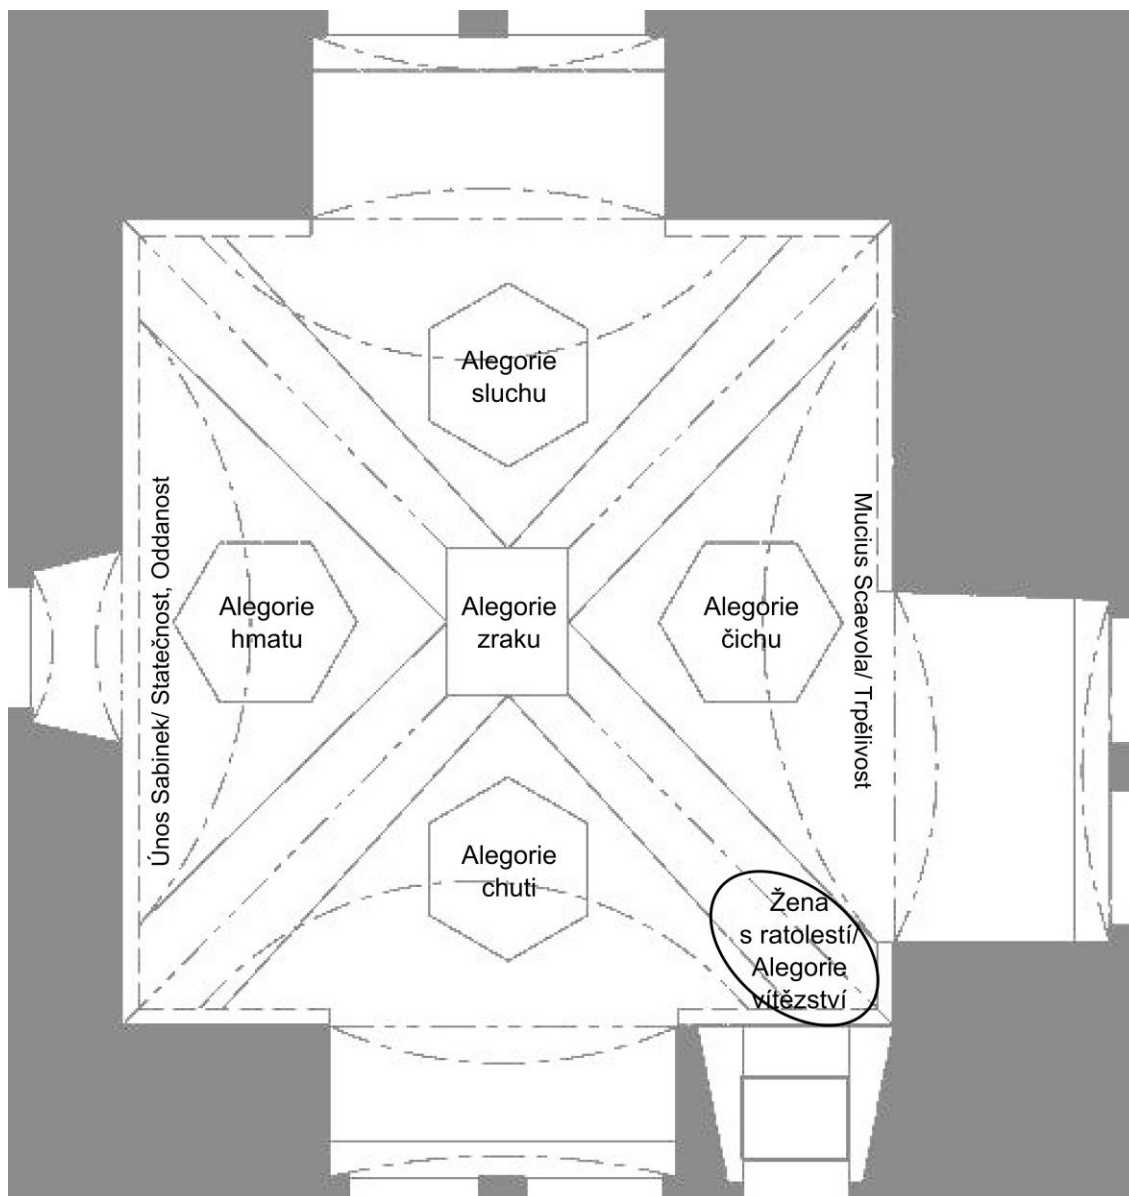 Alegorie
sluchu
Únos Sabinek/ Statečnost, Oddanost
Alegorie
hmatu
Alegorie
zraku
Alegorie
čichu
Mucius Scaevola/ Trpělivost
Alegorie
chuti
Žena
s ratolestí/
Alegorie
vítězství